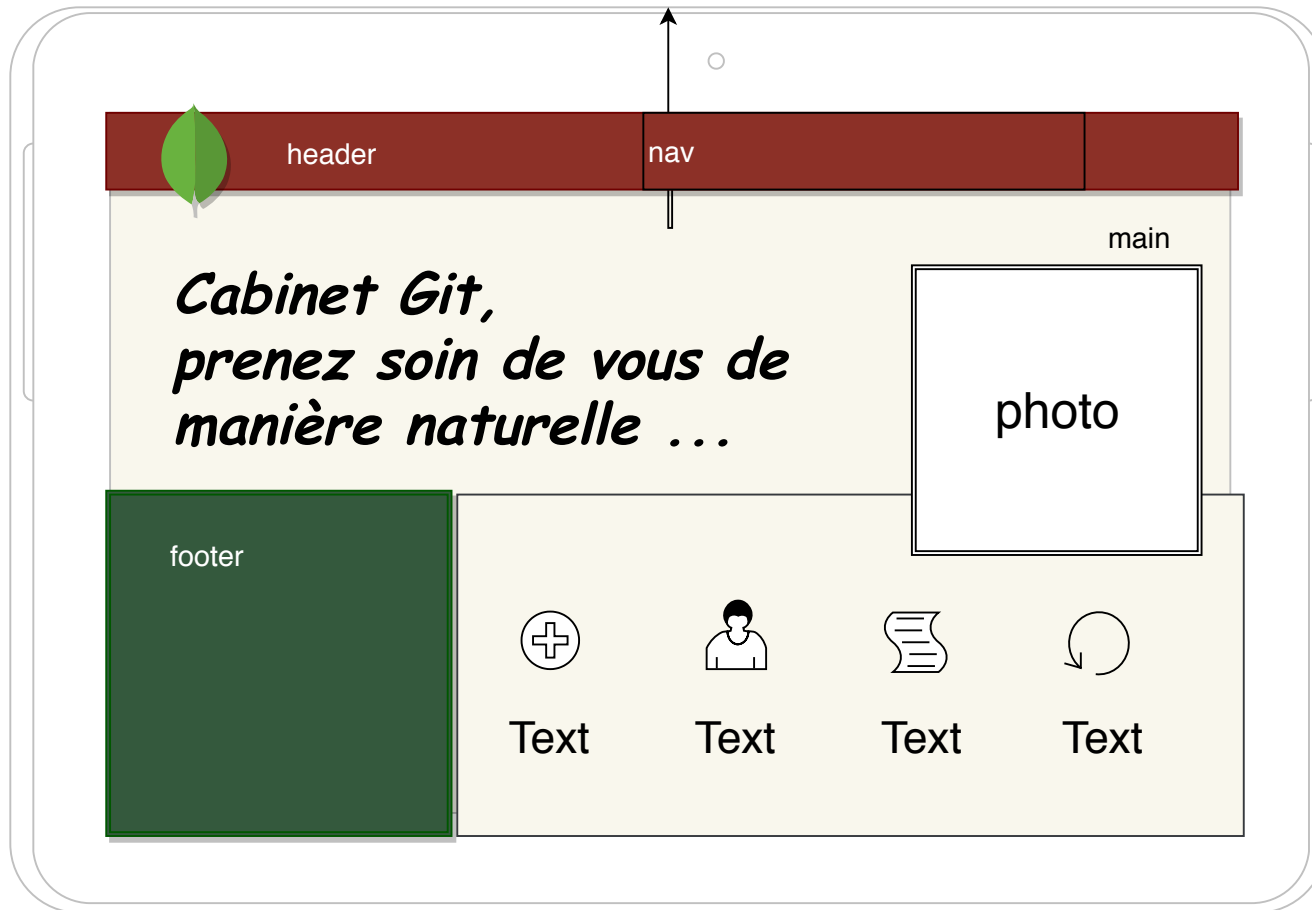 header
nav
main
Cabinet Git,
prenez soin de vous de
manière naturelle ...
photo
footer
Text
Text
Text
Text